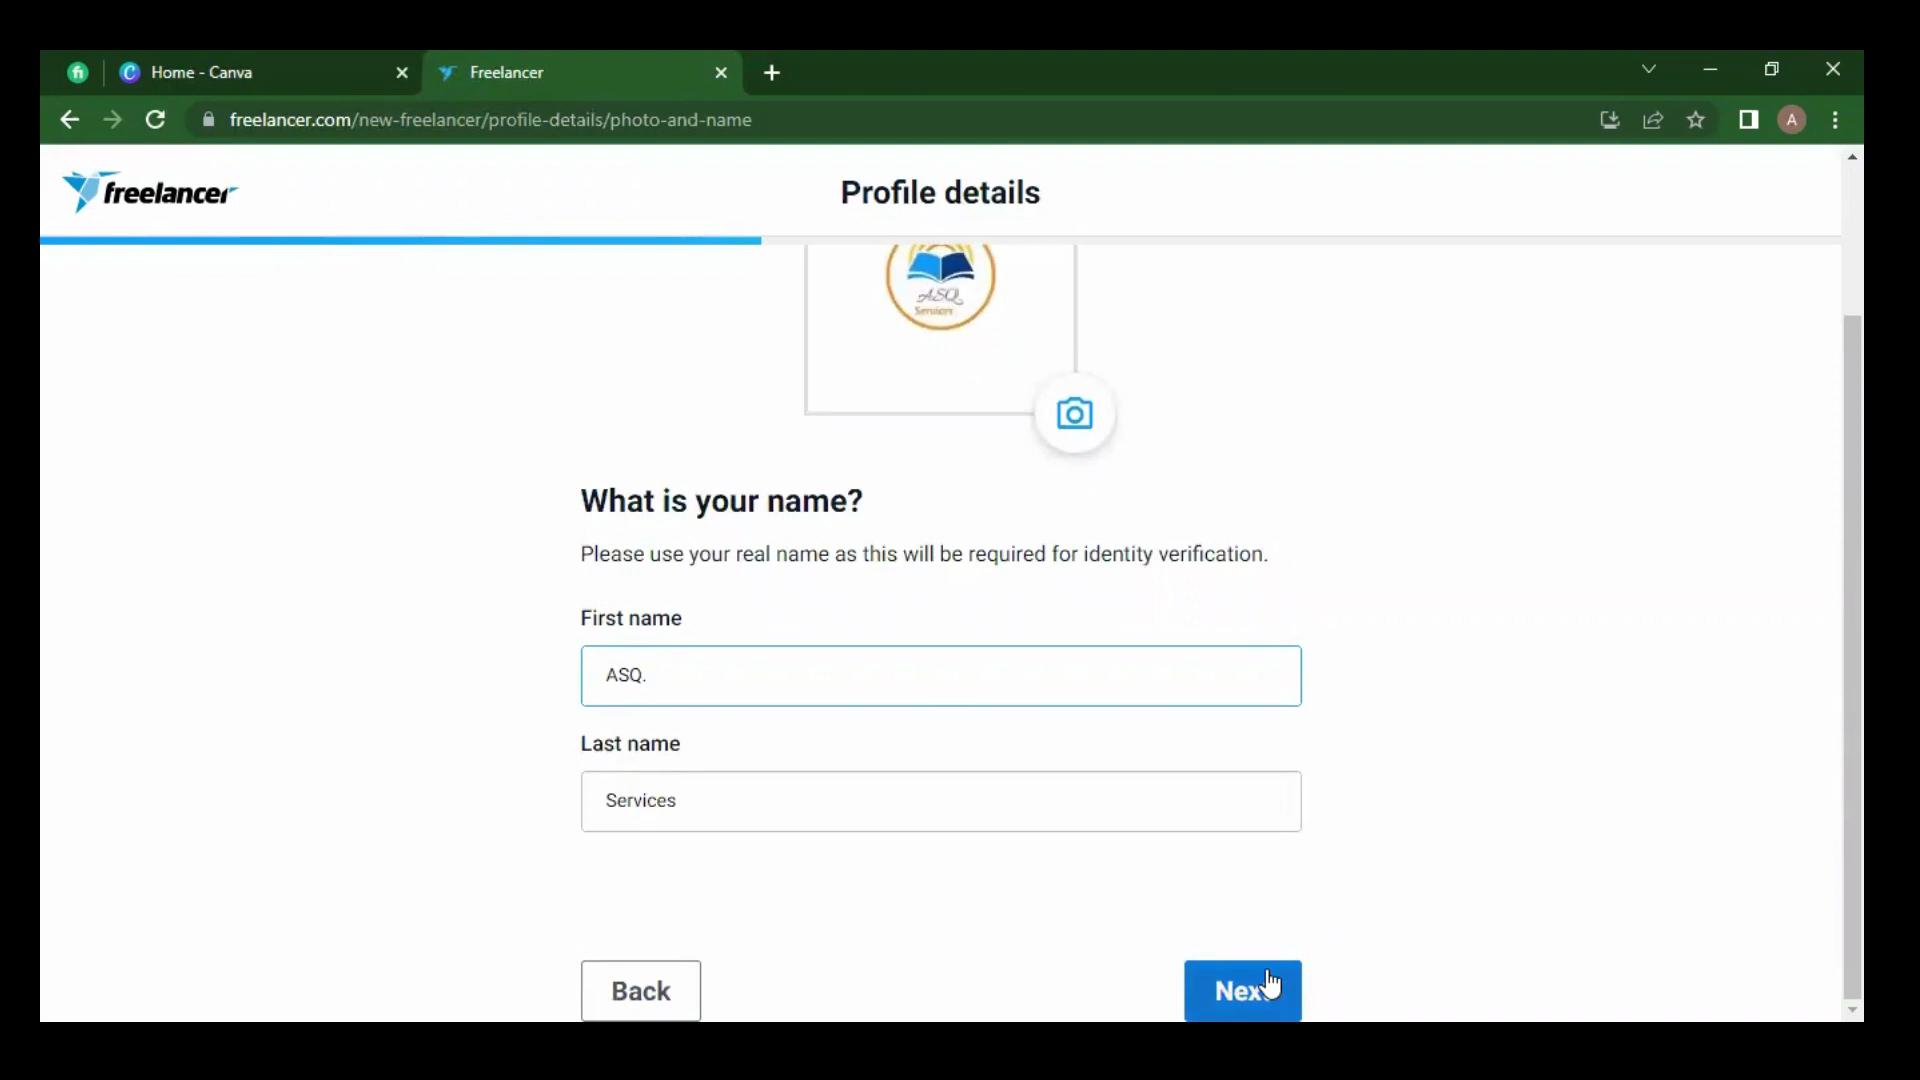 Home - Canva
Freelancer
freelancer.com/new-freelancer/profile-details/photo-and-name
A
freelancer
Profile details
ASQ
Services
What is your name?
Please use your real name as this will be required for identity verification.
First name
ASQ.
Last name
Services
Back
Next